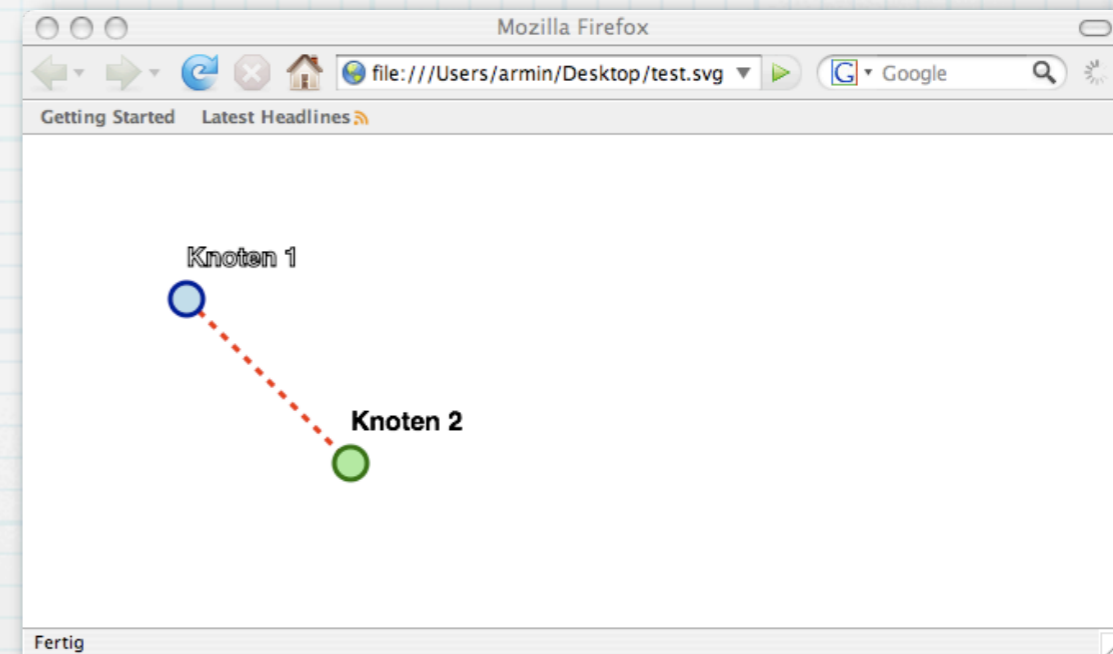 Mozilla Firefox
file:///Users/armin/Desktop/test.svg
G Google
Getting Started Latest Headlines
Knoten 1
Knoten 2
Fertig